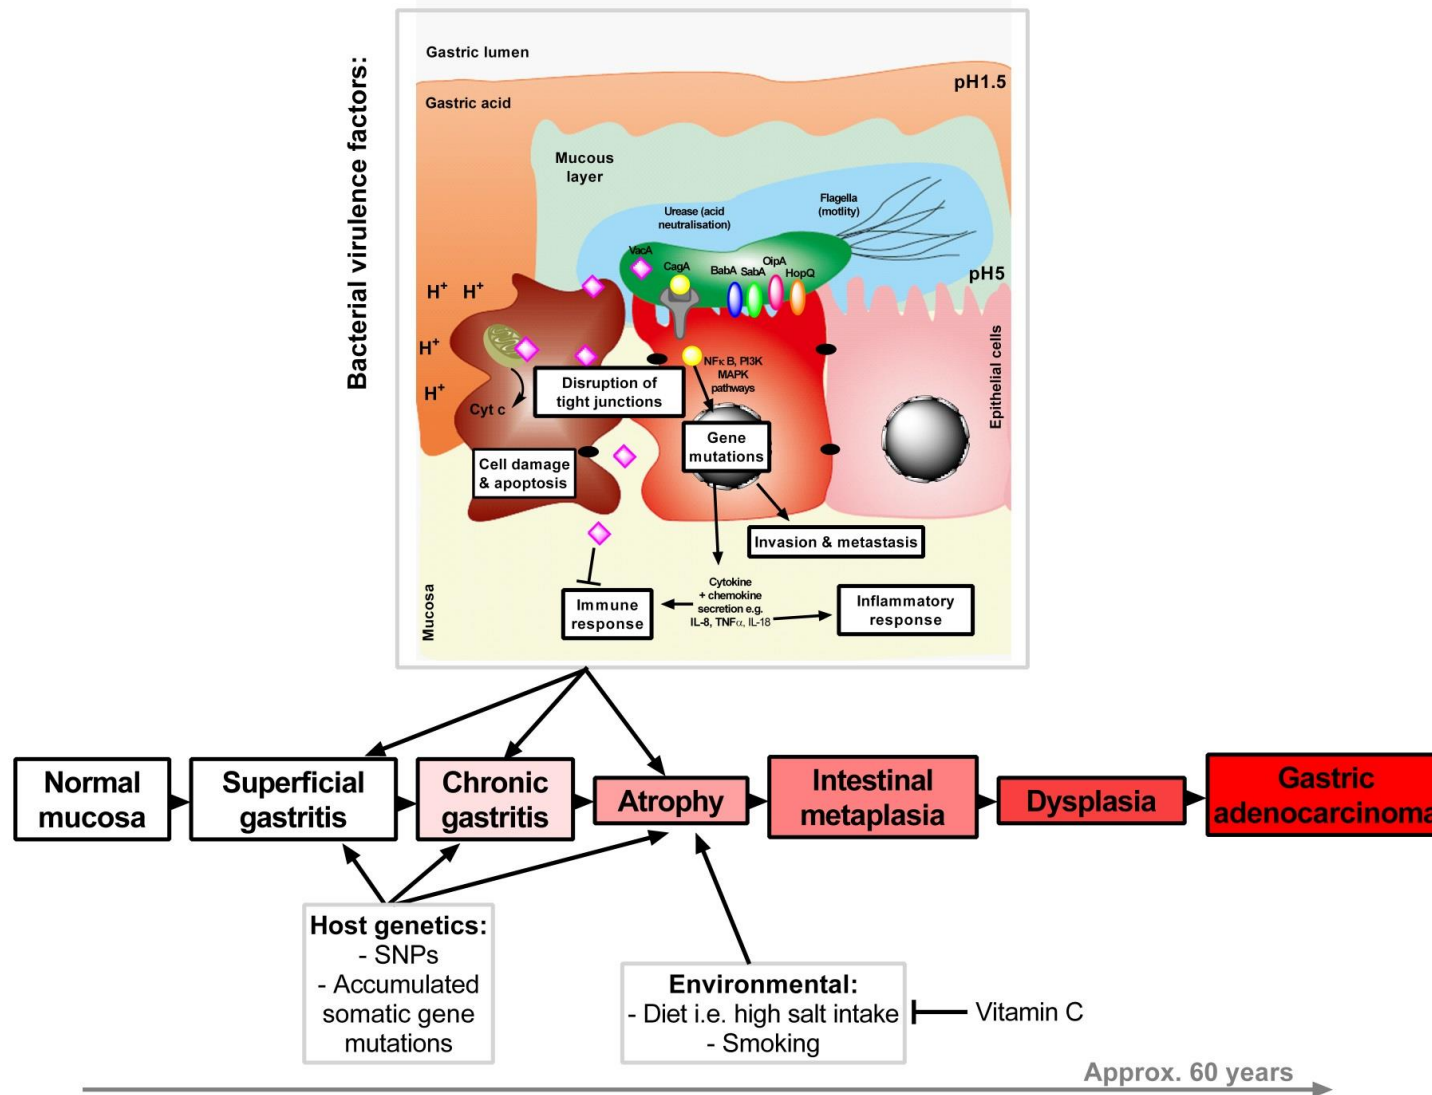 Bacterial virulence factors:
Gastric lumen
pH1.5
Gastric acid
Mucous
layer
Urease (acid
neutralisation)
Flagella
(motlity)
VacA
CagA
BabA
SabA
OipA
HopQ
pH5
H+ H+
H+
H+
Cyt c
Disruption of
tight junctions
NFκ B, PI3K
MAPK
pathways
Epithelial cells
Gene
mutations
Cell damage
& apoptosis
Invasion & metastasis
Mucosa
Immune
response
Cytokine
+ chemokine
secretion e.g.
IL-8, TNFα, IL-18
Inflammatory
response
Normal
mucosa
Superficial
gastritis
Chronic
gastritis
Atrophy
Intestinal
metaplasia
Dysplasia
Gastric
adenocarcinoma
Host genetics:
- SNPs
- Accumulated
somatic gene
mutations
Environmental:
- Diet i.e. high salt intake
- Smoking
Vitamin C
Approx. 60 years